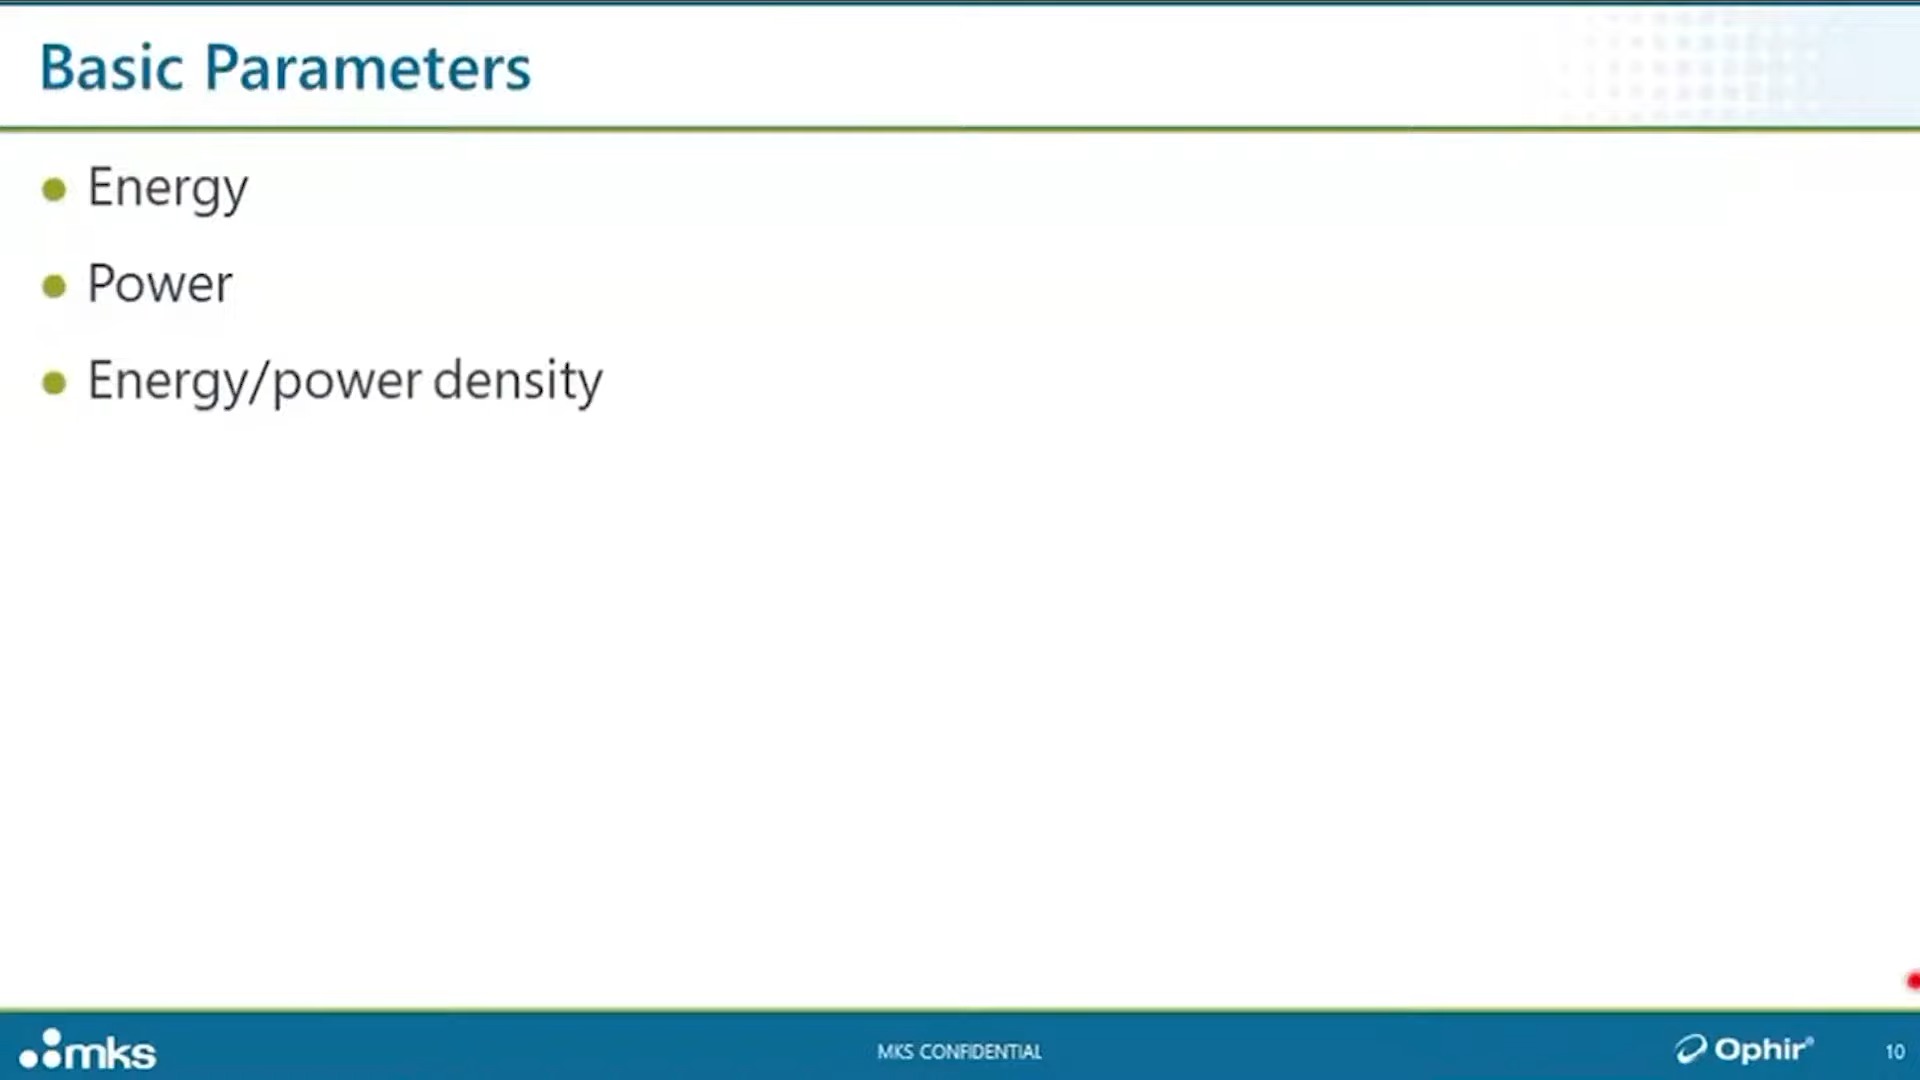 Basic Parameters
Energy
Power
Energy/power density
mks
MKS CONFIDENTIAL
Ophir®
10